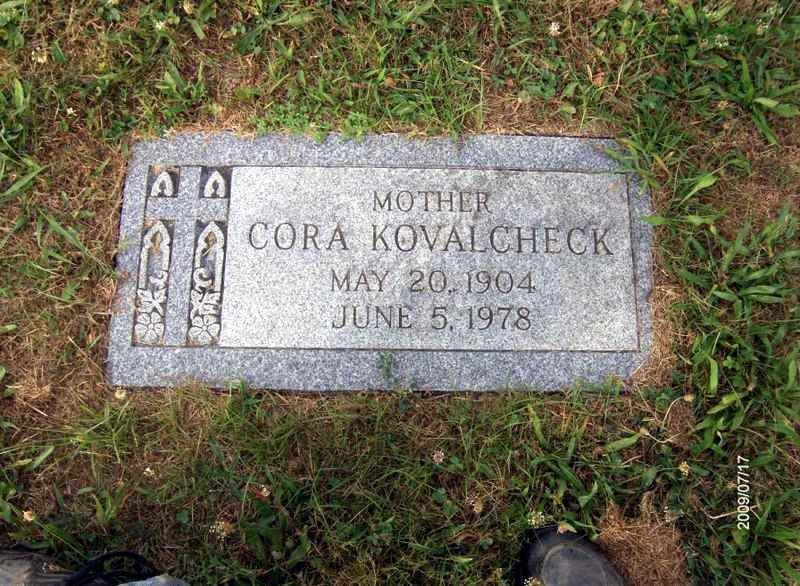 MOTHER
CORA KOVALCHECK
MAY 20, 1904
JUNE 5, 1978
2009/07/17